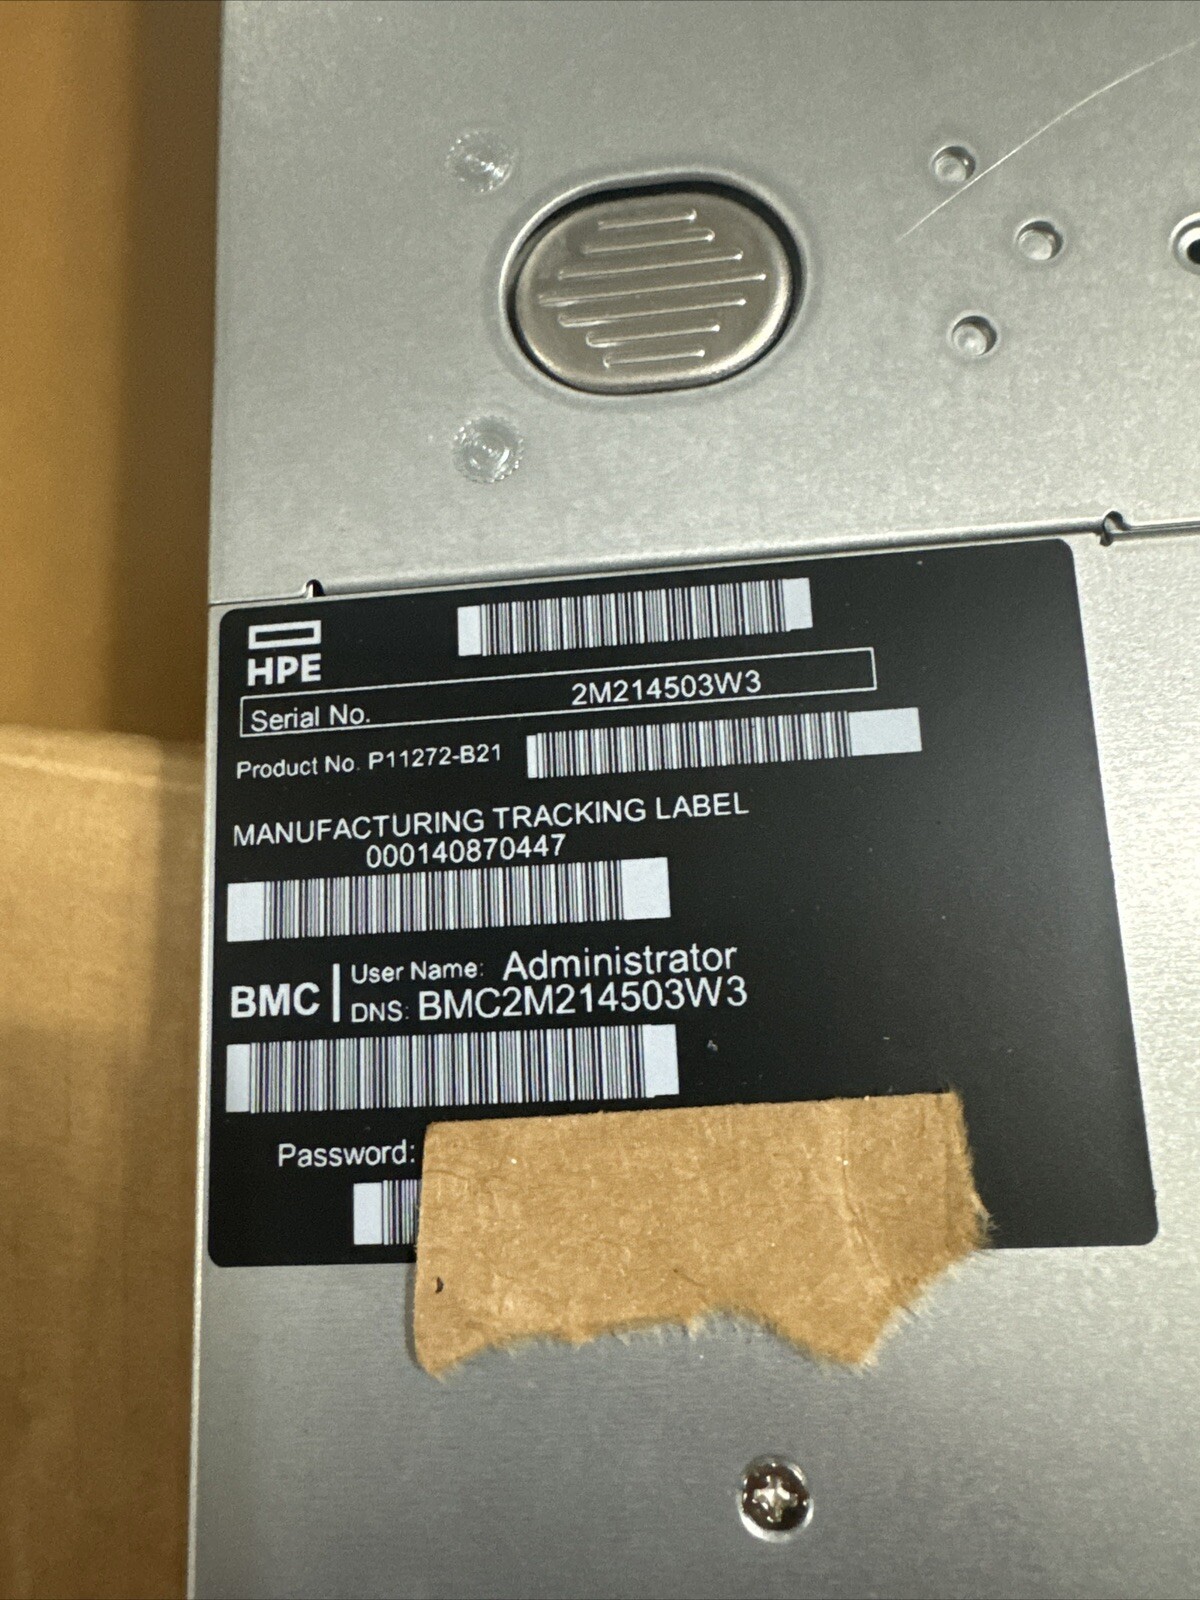 HPE
Serial No. 2M214503W3
Product No. P11272-B21
MANUFACTURING TRACKING LABEL
000140870447
BMC
User Name: Administrator
DNS: BMC2M214503W3
Password: